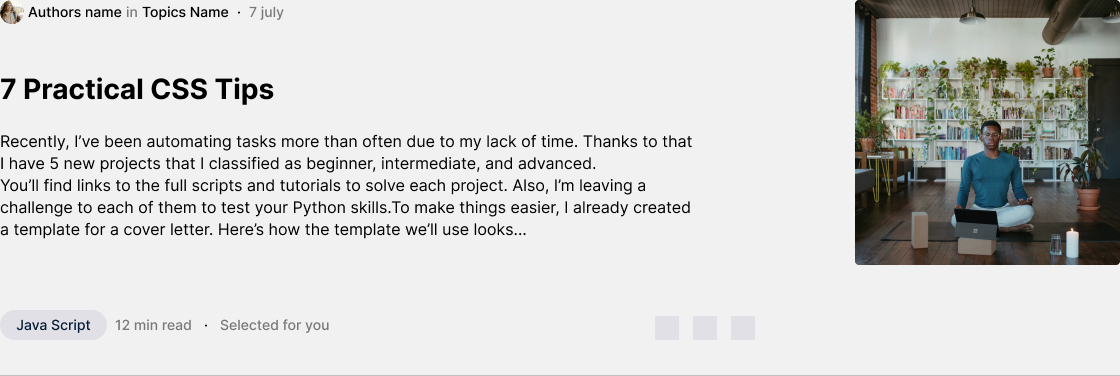 Authors name in Topics Name · 7 july
7 Practical CSS Tips
Recently, I’ve been automating tasks more than often due to my lack of time. Thanks to that
I have 5 new projects that I classified as beginner, intermediate, and advanced.
You’ll find links to the full scripts and tutorials to solve each project. Also, I’m leaving a
challenge to each of them to test your Python skills.To make things easier, I already created
a template for a cover letter. Here’s how the template we’ll use looks...
Java Script 12 min read · Selected for you